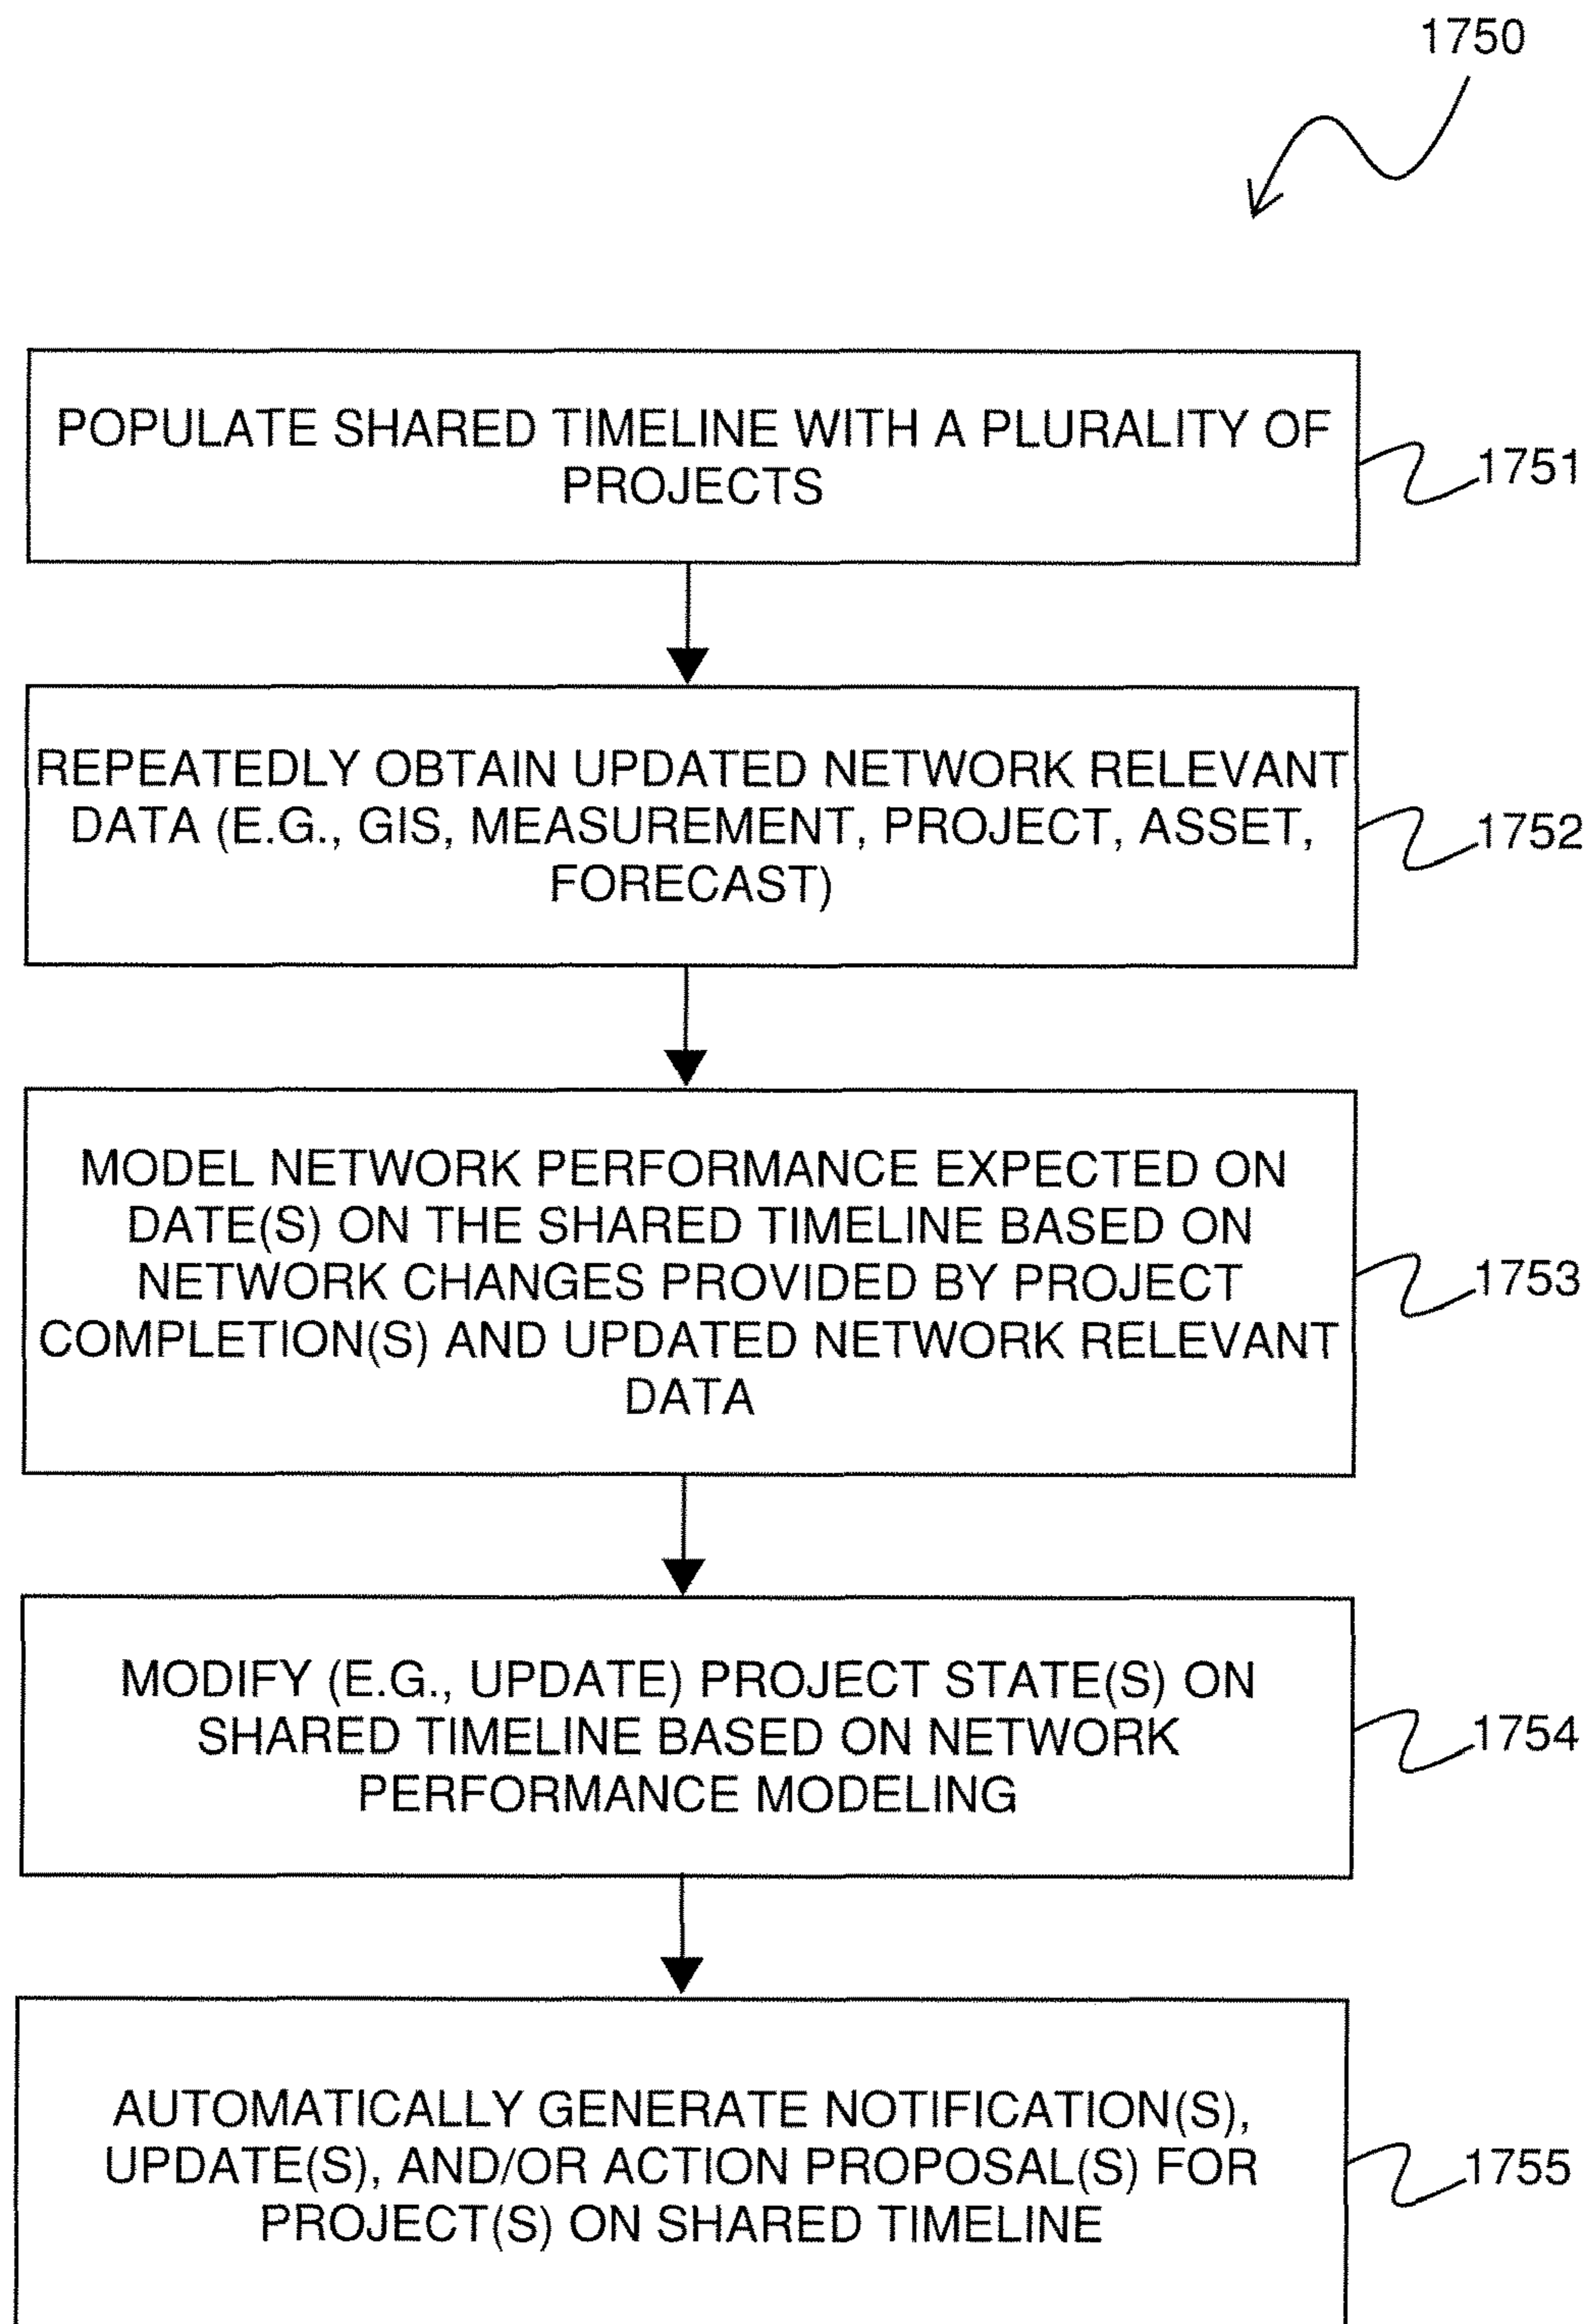 1750
POPULATE SHARED TIMELINE WITH A PLURALITY OF
PROJECTS
1751
REPEATEDLY OBTAIN UPDATED NETWORK RELEVANT
DATA (E.G., GIS, MEASUREMENT, PROJECT, ASSET,
FORECAST)
1752
MODEL NETWORK PERFORMANCE EXPECTED ON
DATE(S) ON THE SHARED TIMELINE BASED ON
NETWORK CHANGES PROVIDED BY PROJECT
COMPLETION(S) AND UPDATED NETWORK RELEVANT
DATA
1753
MODIFY (E.G., UPDATE) PROJECT STATE(S) ON
SHARED TIMELINE BASED ON NETWORK
PERFORMANCE MODELING
1754
AUTOMATICALLY GENERATE NOTIFICATION(S),
UPDATE(S), AND/OR ACTION PROPOSAL(S) FOR
PROJECT(S) ON SHARED TIMELINE
1755